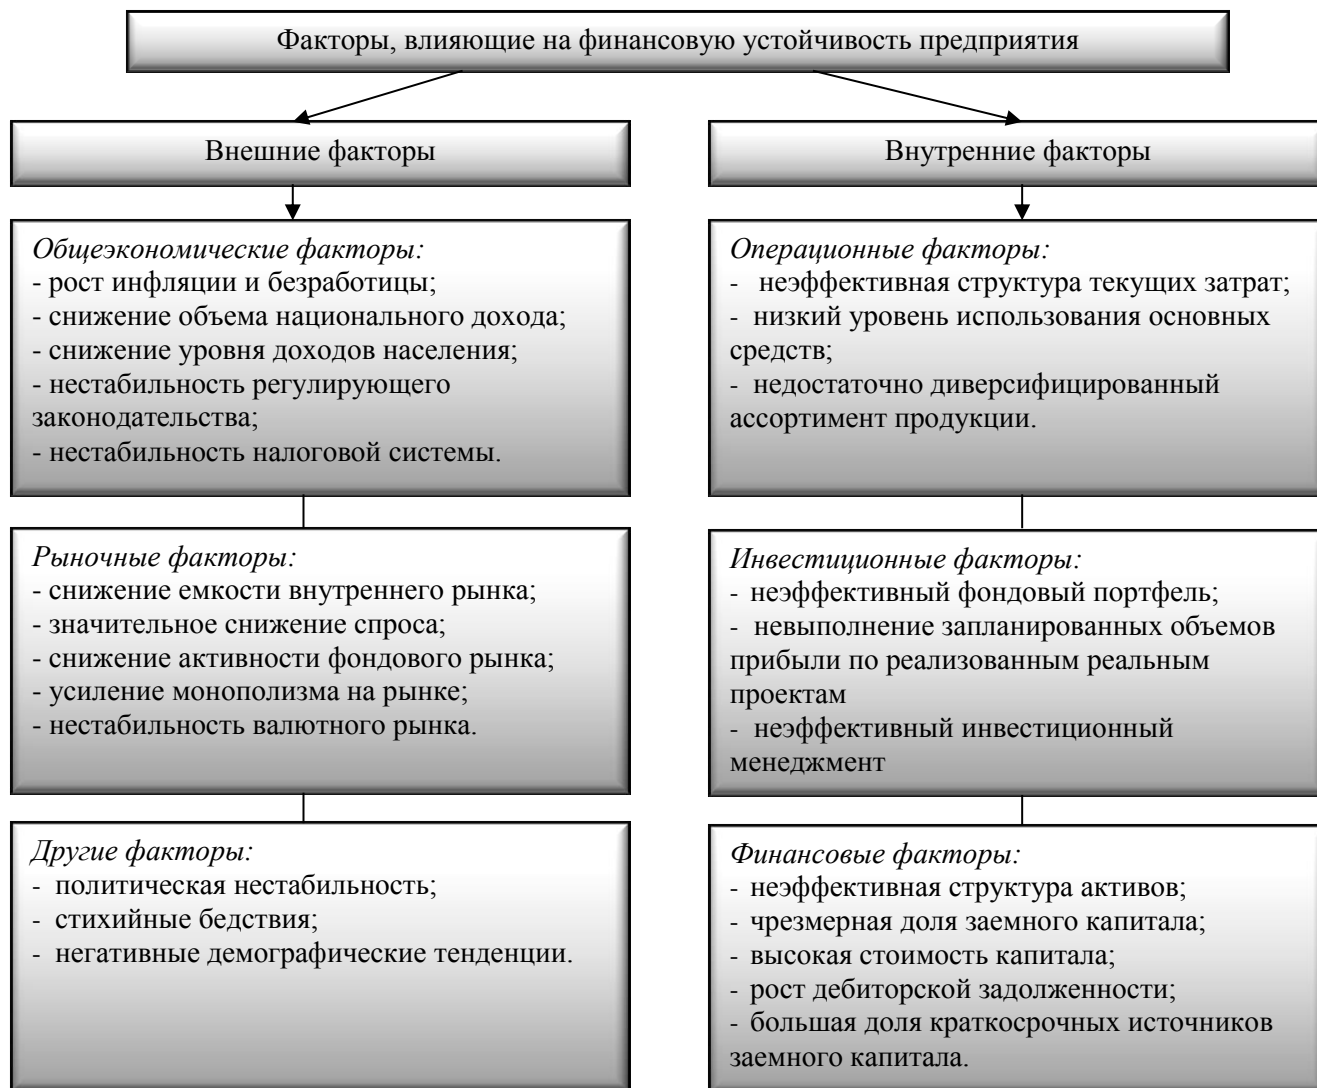 Факторы, влияющие на финансовую устойчивость предприятия
Внешние факторы
Общеэкономические факторы:
- рост инфляции и безработицы;
- снижение объема национального дохода;
- снижение уровня доходов населения;
- нестабильность регулирующего
законодательства;
- нестабильность налоговой системы.
Рыночные факторы:
- снижение емкости внутреннего рынка;
- значительное снижение спроса;
- снижение активности фондового рынка;
- усиление монополизма на рынке;
- нестабильность валютного рынка.
Другие факторы:
- политическая нестабильность;
- стихийные бедствия;
- негативные демографические тенденции.
Внутренние факторы
Операционные факторы:
- неэффективная структура текущих затрат;
- низкий уровень использования основных
средств;
- недостаточно диверсифицированный
ассортимент продукции.
Инвестиционные факторы:
- неэффективный фондовый портфель;
- невыполнение запланированных объемов
прибыли по реализованным реальным
проектам
- неэффективный инвестиционный
менеджмент
Финансовые факторы:
- неэффективная структура активов;
- чрезмерная доля заемного капитала;
- высокая стоимость капитала;
- рост дебиторской задолженности;
- большая доля краткосрочных источников
заемного капитала.